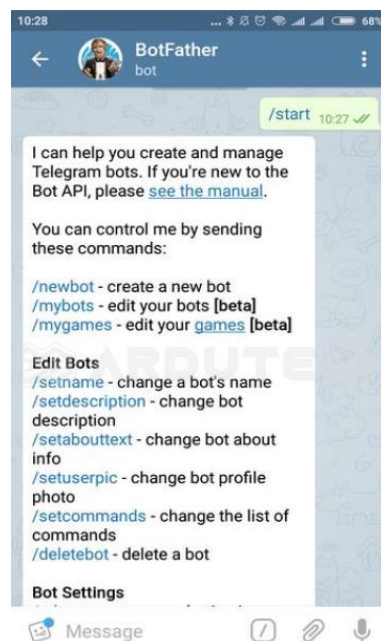 10:28 ... 68%
BotFather
bot
/start 10:27
I can help you create and manage
Telegram bots. If you're new to the
Bot API, please see the manual.
You can control me by sending
these commands:
/newbot - create a new bot
/mybots - edit your bots [beta]
/mygames - edit your games [beta]
Edit Bots
/setname - change a bot's name
/setdescription - change bot
description
/setabouttext - change bot about
info
/setuserpic - change bot profile
photo
/setcommands - change the list of
commands
/deletebot - delete a bot
Bot Settings
Message